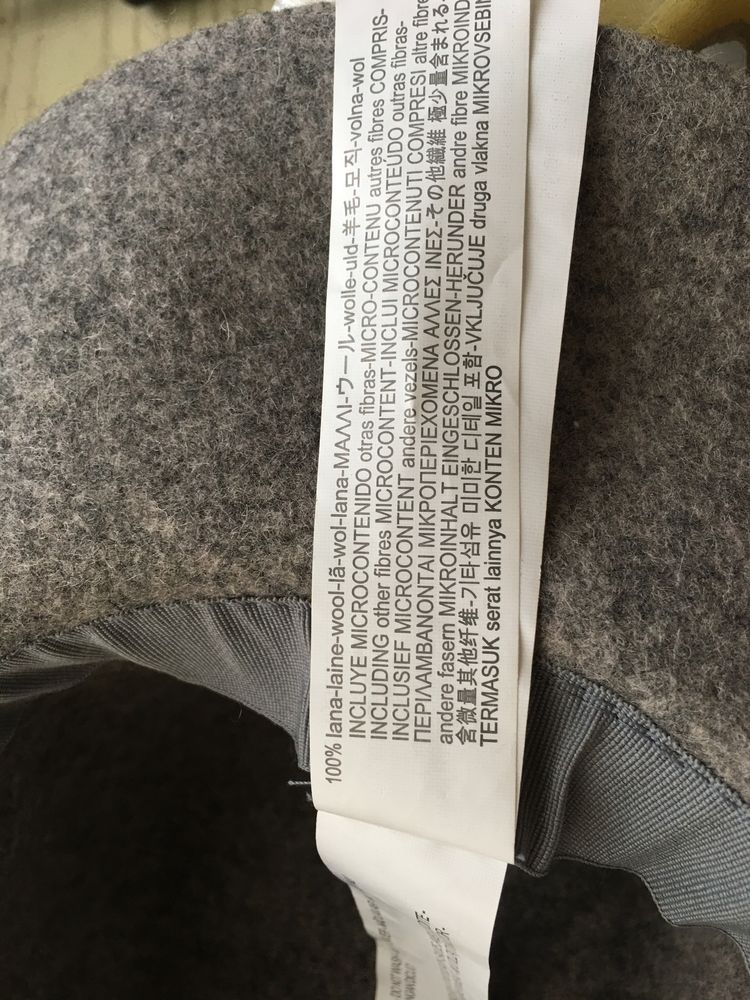 100% lana-laine-wool-lã-wol-lana-ΜΑΛΛΙ-ウール-wolle-uld-羊毛-모직-volna-wol
INCLUYE MICROCONTENIDO otras fibras-MICRO-CONTENU autres fibres COMPRIS-
INCLUDING other fibres MICROCONTENT-INCLUI MICROCONTEÚDO outras fibras-
INCLUSIEF MICROCONTENT andere vezels-MICROCONTENUTI COMPRESI altre fibre
ΠΕΡΙΛΑΜΒΑΝΟΝΤΑΙ ΜΙΚΡΟΠΕΡΙΕΧΟΜΕΝΑ ΑΛΛΕΣ ΙΝΕΣ-その他繊維 極少量含まれる
andere fasern MIKROINHALT EINGESCHLOSSEN-HERUNDER andre fibre MIKROIND
含微量其他纤维-기타섬유 미미한 디테일 포함-VKLJUČUJE druga vlakna MIKROVSEBIN
TERMASUK serat lainnya KONTEN MIKRO